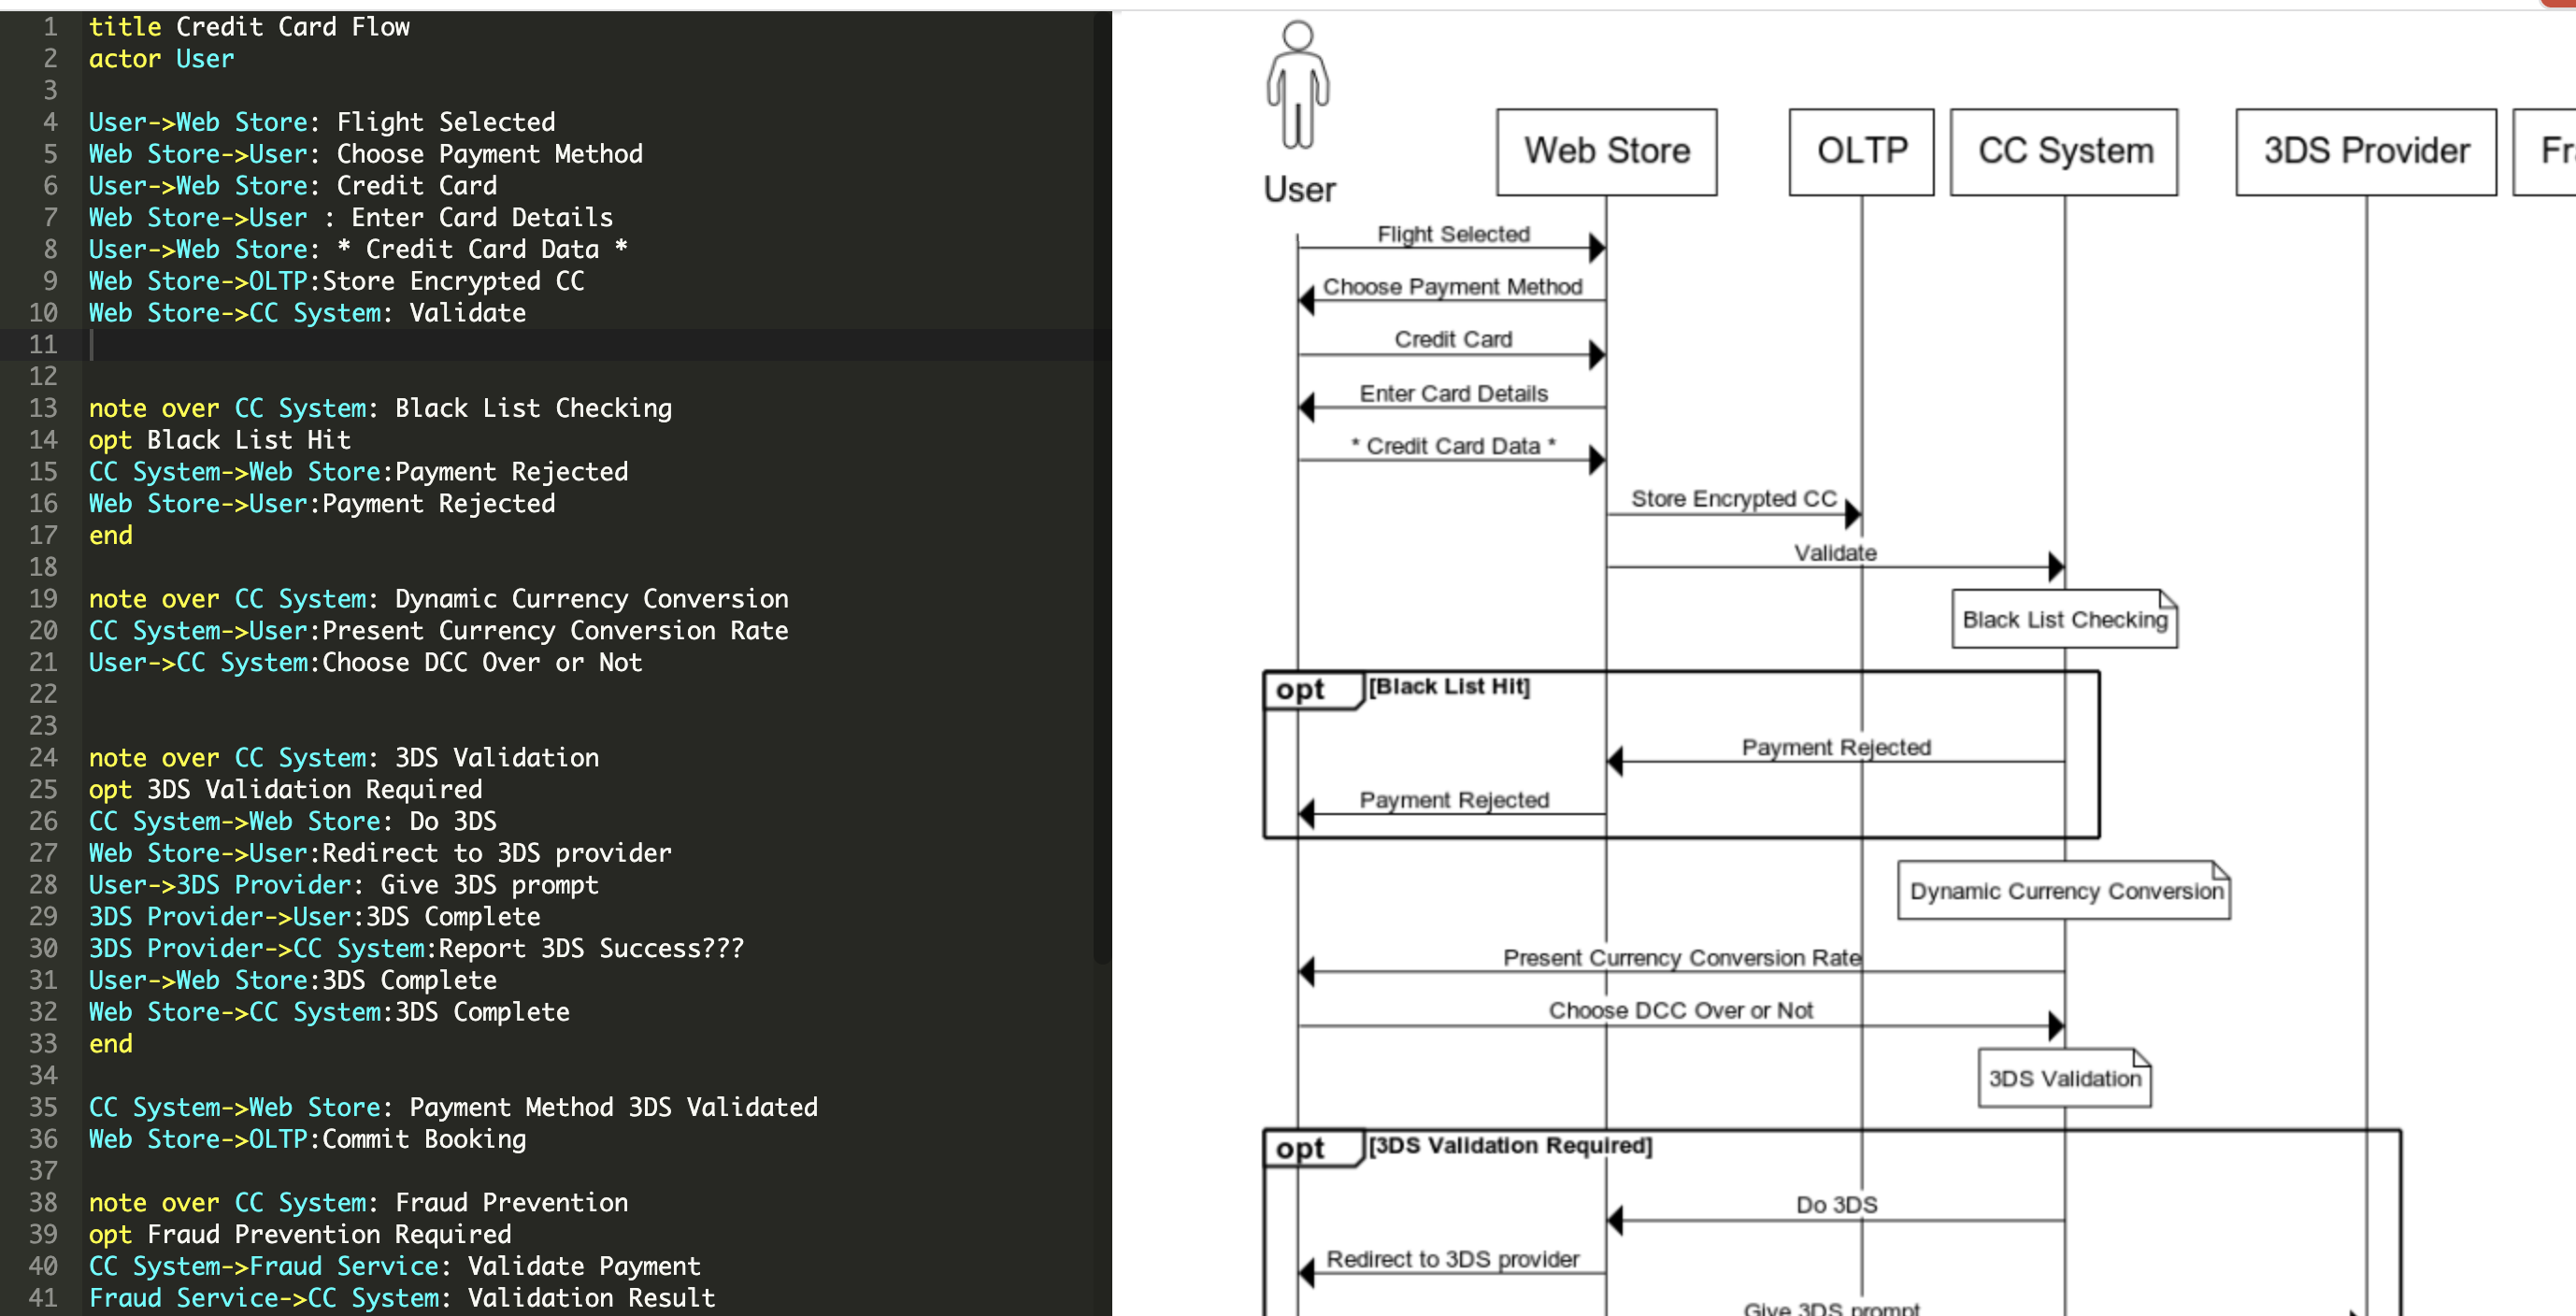 1 title Credit Card Flow
2 actor User
3
4 User->Web Store: Flight Selected
5 Web Store->User: Choose Payment Method
6 User->Web Store: Credit Card
7 Web Store->User : Enter Card Details
8 User->Web Store: * Credit Card Data *
9 Web Store->OLTP:Store Encrypted CC
10 Web Store->CC System: Validate
11
12
13 note over CC System: Black List Checking
14 opt Black List Hit
15 CC System->Web Store:Payment Rejected
16 Web Store->User:Payment Rejected
17 end
18
19 note over CC System: Dynamic Currency Conversion
20 CC System->User:Present Currency Conversion Rate
21 User->CC System:Choose DCC Over or Not
22
23
24 note over CC System: 3DS Validation
25 opt 3DS Validation Required
26 CC System->Web Store: Do 3DS
27 Web Store->User:Redirect to 3DS provider
28 User->3DS Provider: Give 3DS prompt
29 3DS Provider->User:3DS Complete
30 3DS Provider->CC System:Report 3DS Success???
31 User->Web Store:3DS Complete
32 Web Store->CC System:3DS Complete
33 end
34
35 CC System->Web Store: Payment Method 3DS Validated
36 Web Store->OLTP:Commit Booking
37
38 note over CC System: Fraud Prevention
39 opt Fraud Prevention Required
40 CC System->Fraud Service: Validate Payment
41 Fraud Service->CC System: Validation Result
User
Web Store
OLTP
CC System
3DS Provider
Flight Selected
Choose Payment Method
Credit Card
Enter Card Details
* Credit Card Data *
Store Encrypted CC
Validate
Black List Checking
opt [Black List Hit]
Payment Rejected
Payment Rejected
Dynamic Currency Conversion
Present Currency Conversion Rate
Choose DCC Over or Not
3DS Validation
opt [3DS Validation Required]
Do 3DS
Redirect to 3DS provider
Give 3DS prompt